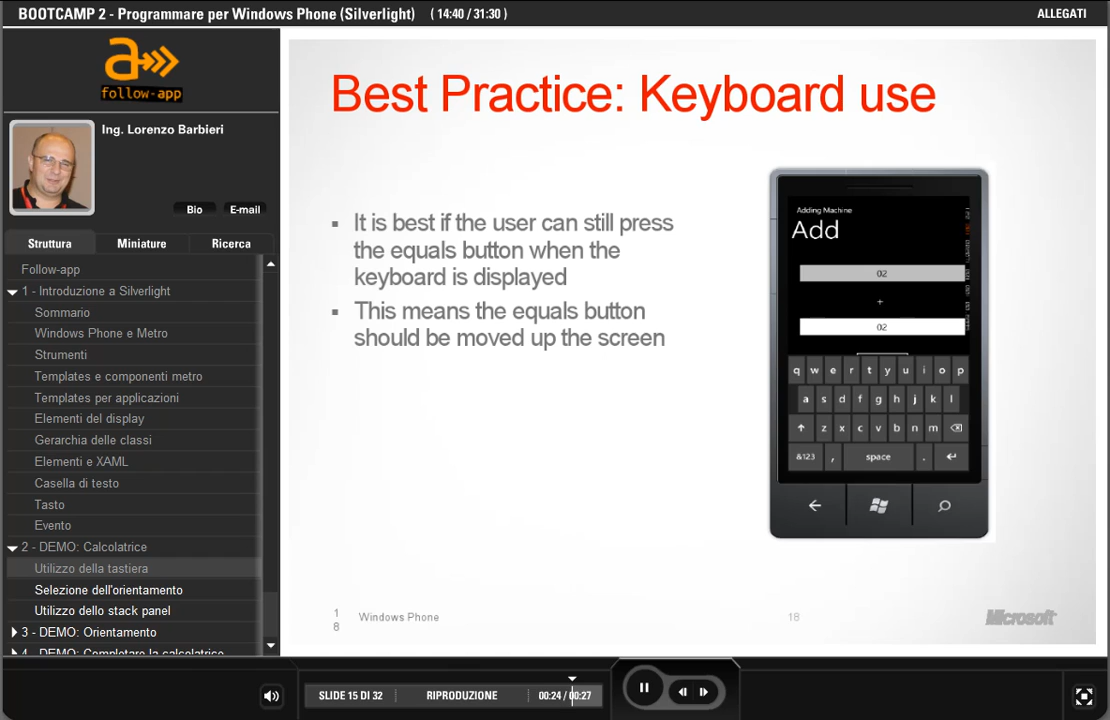 BOOTCAMP 2 - Programmare per Windows Phone (Silverlight) ( 14:40 / 31:30 )
ALLEGATI
a
follow-app
Ing. Lorenzo Barbieri
Bio
E-mail
Struttura
Miniature
Ricerca
Follow-app
1 - Introduzione a Silverlight
Sommario
Windows Phone e Metro
Strumenti
Templates e componenti metro
Templates per applicazioni
Elementi del display
Gerarchia delle classi
Elementi e XAML
Casella di testo
Tasto
Evento
2 - DEMO: Calcolatrice
Utilizzo della tastiera
Selezione dell'orientamento
Utilizzo dello stack panel
3 - DEMO: Orientamento
4 - DEMO: Completare la calcolatrice
Best Practice: Keyboard use
▪ It is best if the user can still press
the equals button when the
keyboard is displayed
▪ This means the equals button
should be moved up the screen
Adding Machine
Add
02
+
02
q w e r t y u i o p
a s d f g h j k l
z x c v b n m
&123 , space .
1
8
Windows Phone
18
Microsoft
SLIDE 15 DI 32
RIPRODUZIONE
00:24 / 00:27